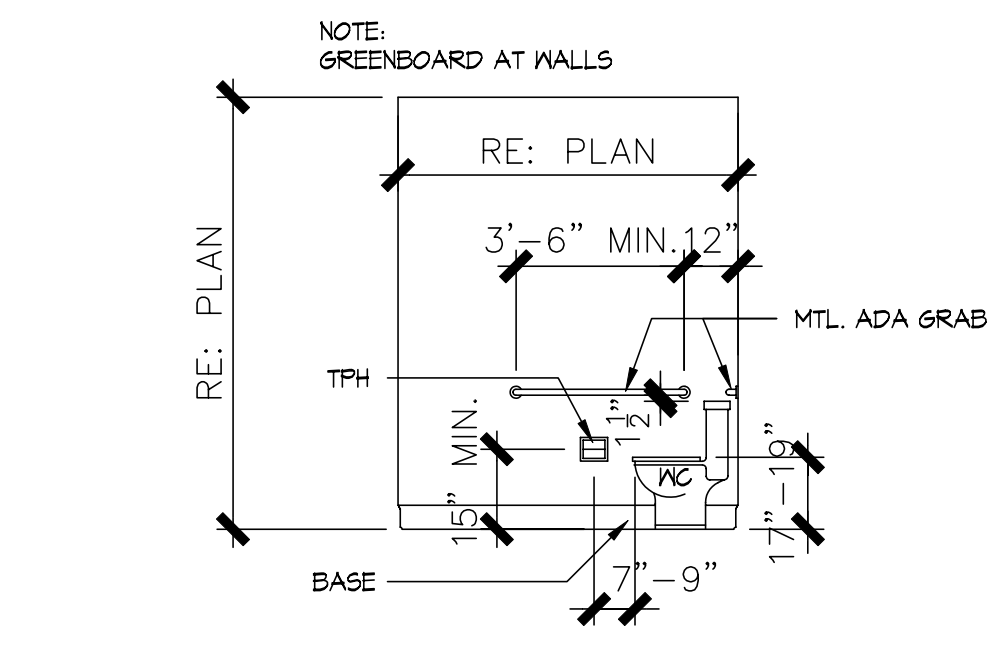 NOTE:
GREENBOARD AT WALLS
RE: PLAN
RE: PLAN
3'-6" MIN.
12"
MTL. ADA GRAB
TPH
1 1/2"
15" MIN.
WC
17"-19"
BASE
7"-9"